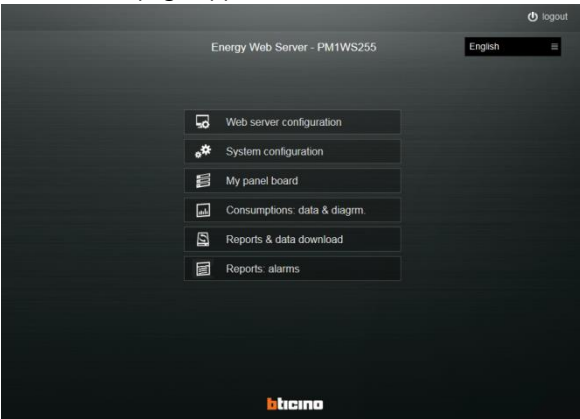 logout
Energy Web Server - PM1WS255
English
Web server configuration
System configuration
My panel board
Consumptions: data & diagrm.
Reports & data download
Reports: alarms
bticino